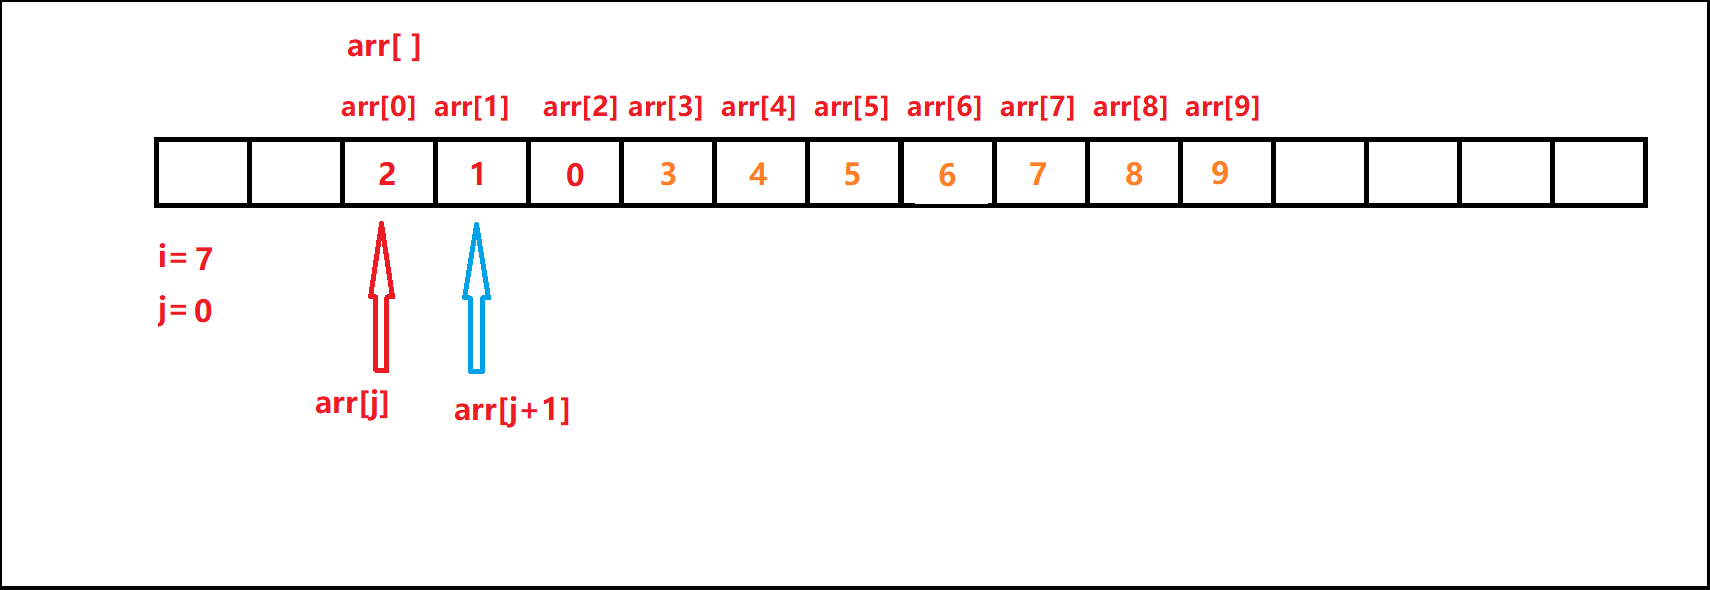 arr[ ]
arr[0] arr[1] arr[2] arr[3] arr[4] arr[5] arr[6] arr[7] arr[8] arr[9]
2 1 0 3 4 5 6 7 8 9
i= 7
j= 0
arr[j] arr[j+1]